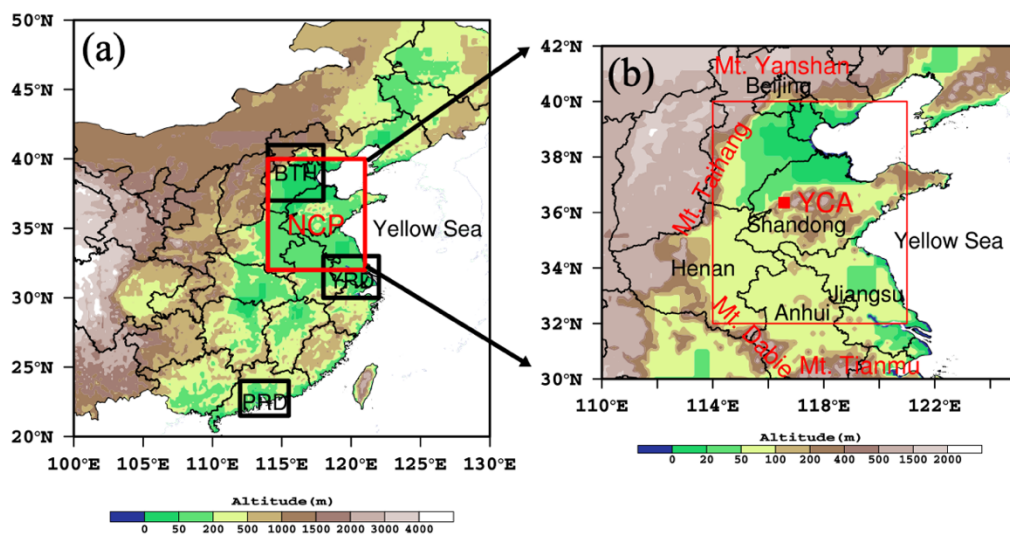 (a)
50°N
45°N
40°N
35°N
30°N
25°N
20°N
100°E 105°E 110°E 115°E 120°E 125°E 130°E
BTH
NCP
Yellow Sea
YRD
PRD
Altitude(m)
0 50 200 500 1000 1500 2000 3000 4000
(b)
42°N
40°N
38°N
36°N
34°N
32°N
30°N
110°E 114°E 118°E 122°E
Mt. Yanshan
Beijing
Mt. Taihang
YCA
Shandong
Yellow Sea
Henan
Jiangsu
Anhui
Mt. Dabie
Mt. Tianmu
Altitude(m)
0 20 50 100 200 400 500 1500 2000